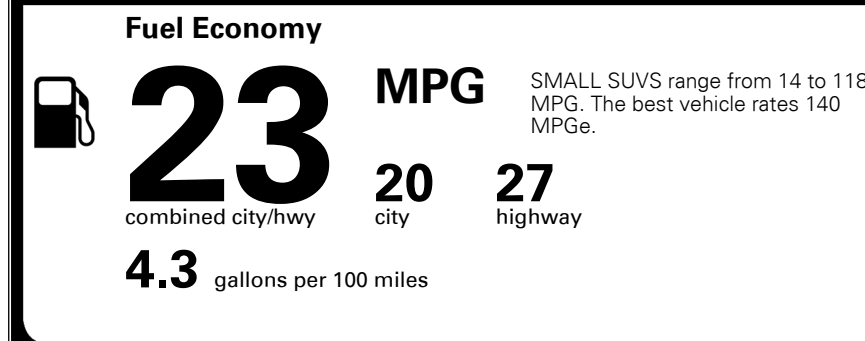 Fuel Economy
23
MPG
SMALL SUVS range from 14 to 118
MPG. The best vehicle rates 140
MPGe.
20
27
combined city/hwy
city
highway
4.3 gallons per 100 miles